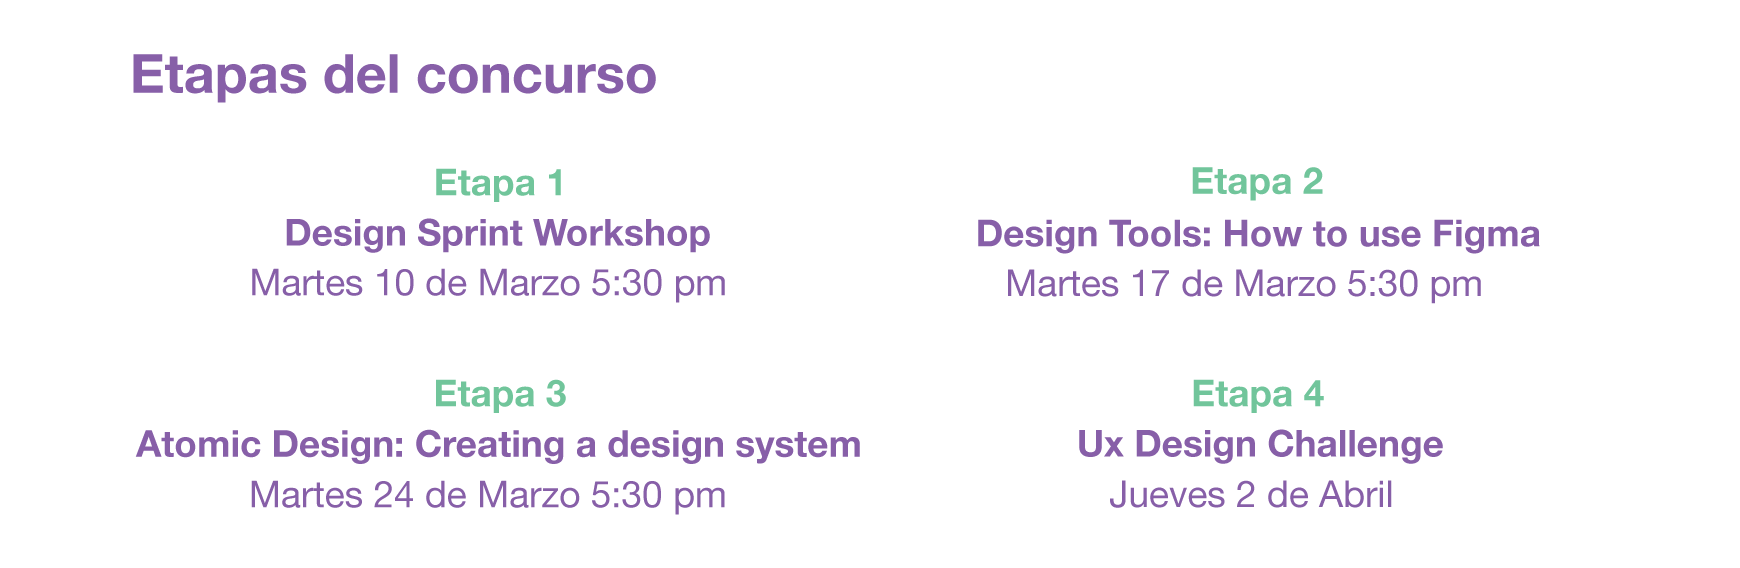 Etapas del concurso
Etapa 1
Design Sprint Workshop
Martes 10 de Marzo 5:30 pm
Etapa 2
Design Tools: How to use Figma
Martes 17 de Marzo 5:30 pm
Etapa 3
Atomic Design: Creating a design system
Martes 24 de Marzo 5:30 pm
Etapa 4
Ux Design Challenge
Jueves 2 de Abril